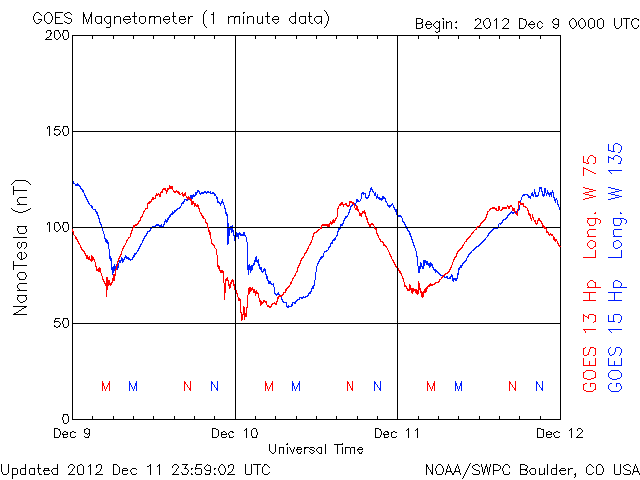 GOES Magnetometer (1 minute data)
Begin: 2012 Dec 9 0000 UTC
200
150
100
50
0
NanoTesla (nT)
M M N N M M N N M M N N
Dec 9 Dec 10 Dec 11 Dec 12
Universal Time
GOES 13 Hp Long. W 75
GOES 15 Hp Long. W 135
Updated 2012 Dec 11 23:59:02 UTC
NOAA/SWPC Boulder, CO USA